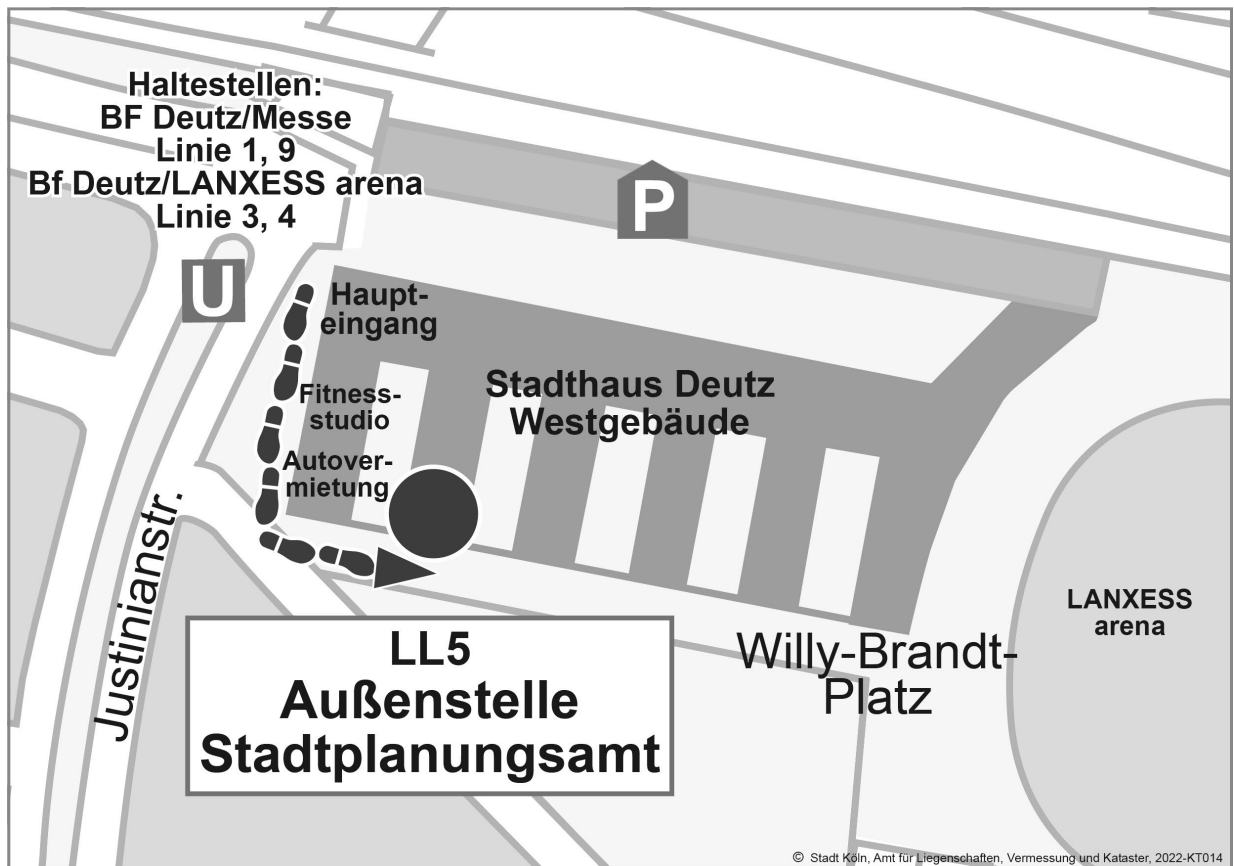 Haltestellen:
BF Deutz/Messe
Linie 1, 9
Bf Deutz/LANXESS arena
Linie 3, 4
P
U
Haupt-
eingang
Stadthaus Deutz
Westgebäude
Fitness-
studio
Autover-
mietung
Justinianstr.
LANXESS
arena
LL5
Außenstelle
Stadtplanungsamt
Willy-Brandt-
Platz
© Stadt Köln, Amt für Liegenschaften, Vermessung und Kataster, 2022-KT014